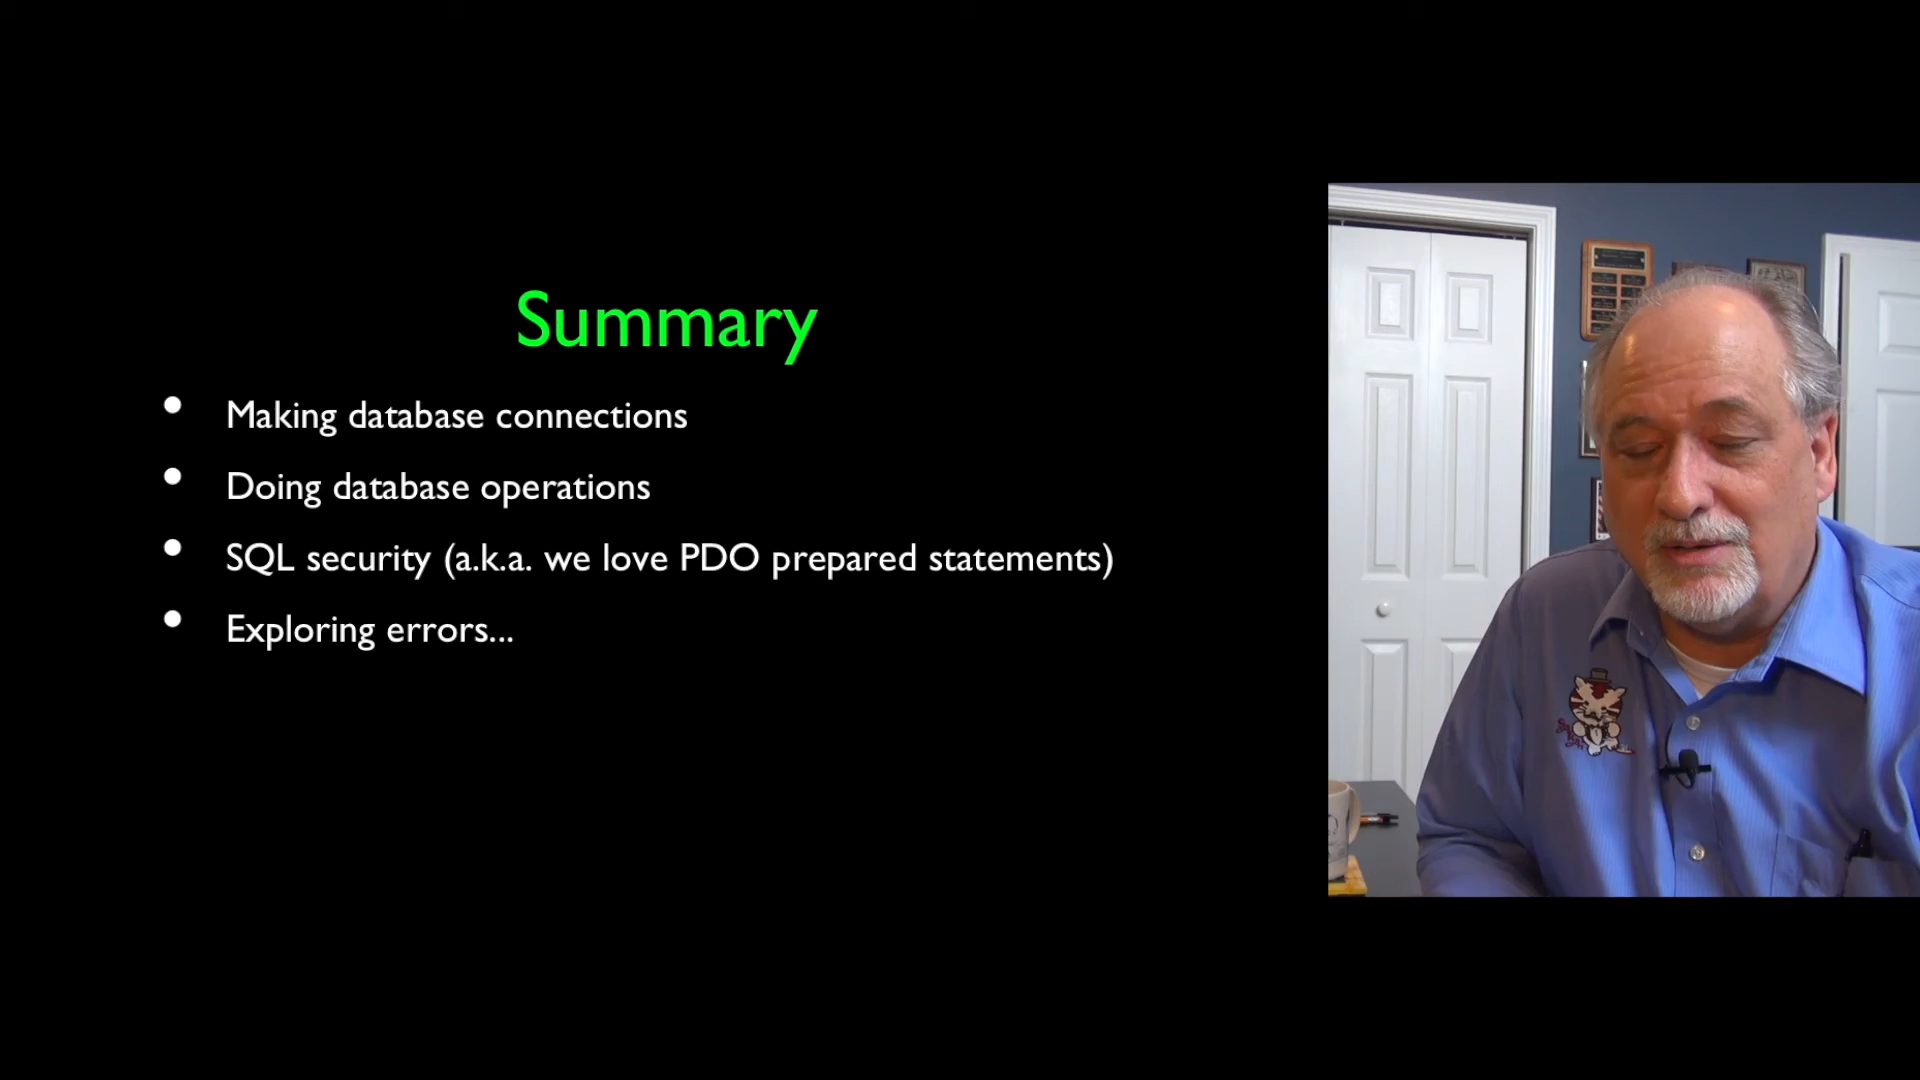 Summary
Making database connections
Doing database operations
SQL security (a.k.a. we love PDO prepared statements)
Exploring errors...